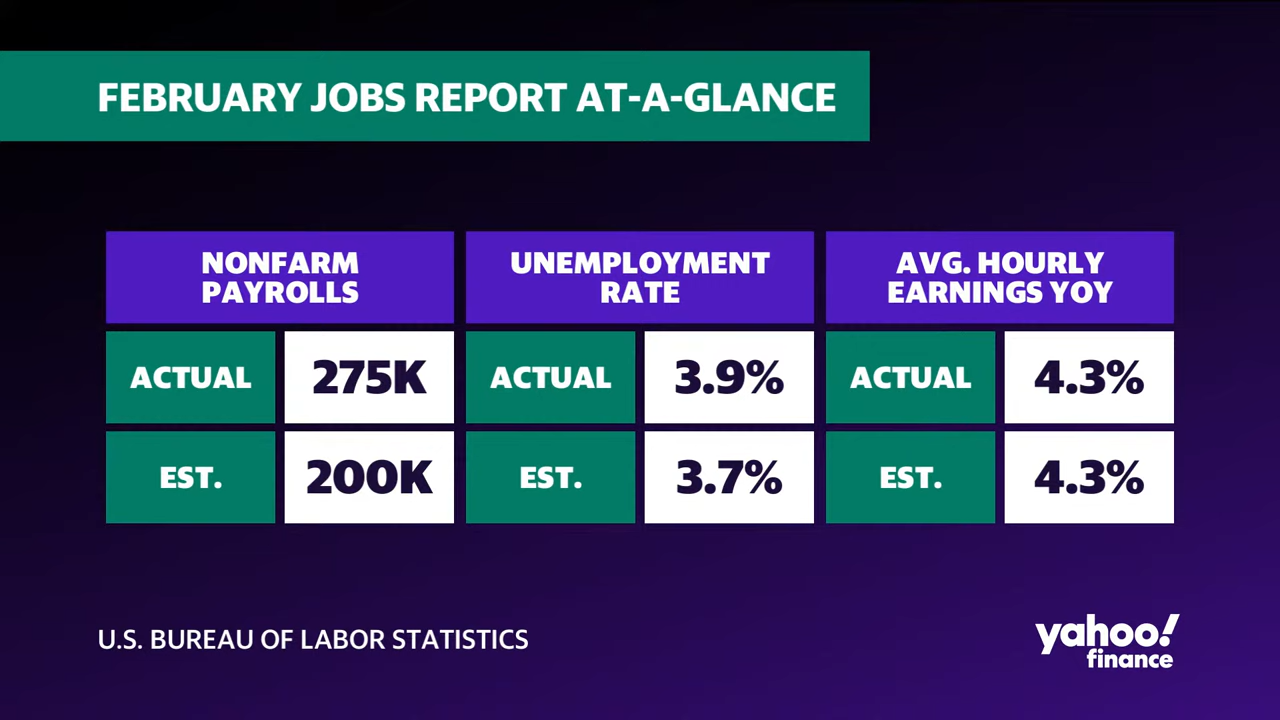 FEBRUARY JOBS REPORT AT-A-GLANCE
NONFARM
PAYROLLS
ACTUAL
275K
EST.
200K
UNEMPLOYMENT
RATE
ACTUAL
3.9%
EST.
3.7%
AVG. HOURLY
EARNINGS YOY
ACTUAL
4.3%
EST.
4.3%
U.S. BUREAU OF LABOR STATISTICS
yahoo!
finance